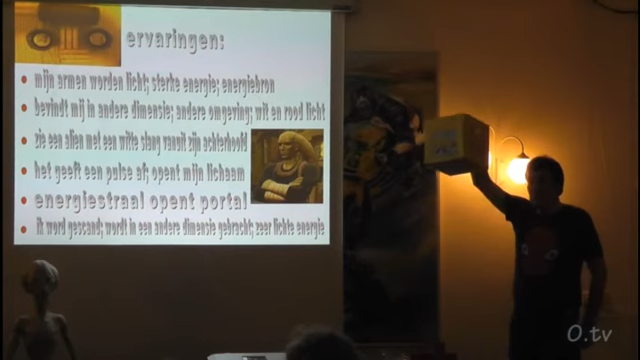 ervaringen:
mijn armen worden licht; sterke energie; energiebron
bevindt mij in andere dimensie; andere omgeving; wit en rood licht
zie een alien met een witte slang vanuit zijn achterhoofd
het geeft een pulse af; opent mijn lichaam
energiestraal opent portal
ik word gescand; wordt in een andere dimensie gebracht; zeer lichte energie
O.tv